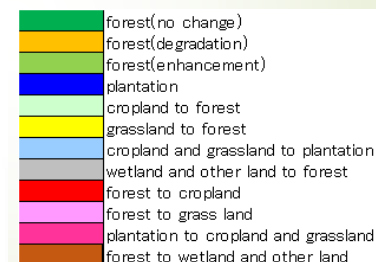 forest(no change)
forest(degradation)
forest(enhancement)
plantation
cropland to forest
grassland to forest
cropland and grassland to plantation
wetland and other land to forest
forest to cropland
forest to grass land
plantation to cropland and grassland
forest to wetland and other land